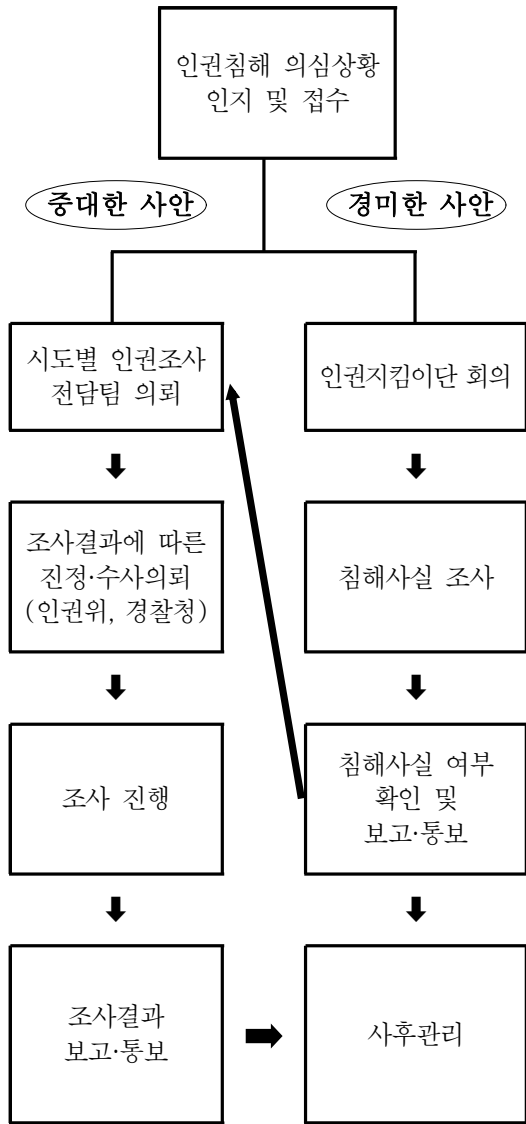 인권침해 의심상황
인지 및 접수
중대한 사안
경미한 사안
시도별 인권조사
전담팀 의뢰
인권지킴이단 회의
조사결과에 따른
진정·수사의뢰
(인권위, 경찰청)
침해사실 조사
조사 진행
침해사실 여부
확인 및
보고·통보
조사결과
보고·통보
사후관리